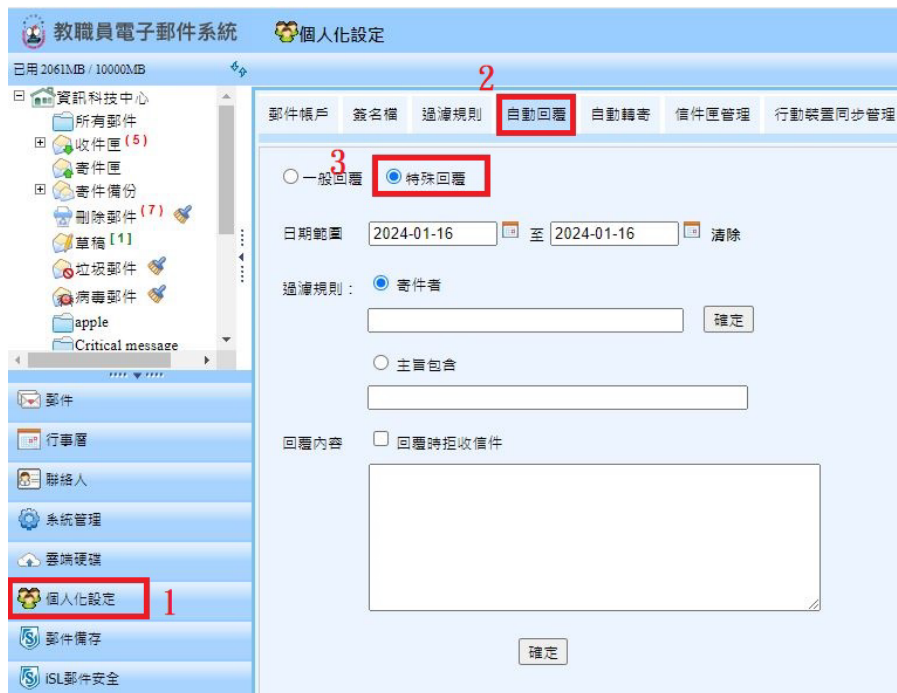 教職員電子郵件系統
個人化設定
已用 2061MB / 10000MB
2
資訊科技中心
所有郵件
收件匣 (5)
寄件匣
寄件備份
刪除郵件 (7)
草稿 [1]
垃圾郵件
病毒郵件
apple
Critical message
郵件
行事曆
聯絡人
系統管理
雲端硬碟
個人化設定 1
郵件備存
iSL郵件安全
郵件帳戶 簽名檔 過濾規則 自動回覆 自動轉寄 信件匣管理 行動裝置同步管理
3
一般回覆 特殊回覆
日期範圍 2024-01-16 至 2024-01-16 清除
過濾規則： 寄件者
確定
主旨包含
回覆內容 回覆時拒收信件
確定